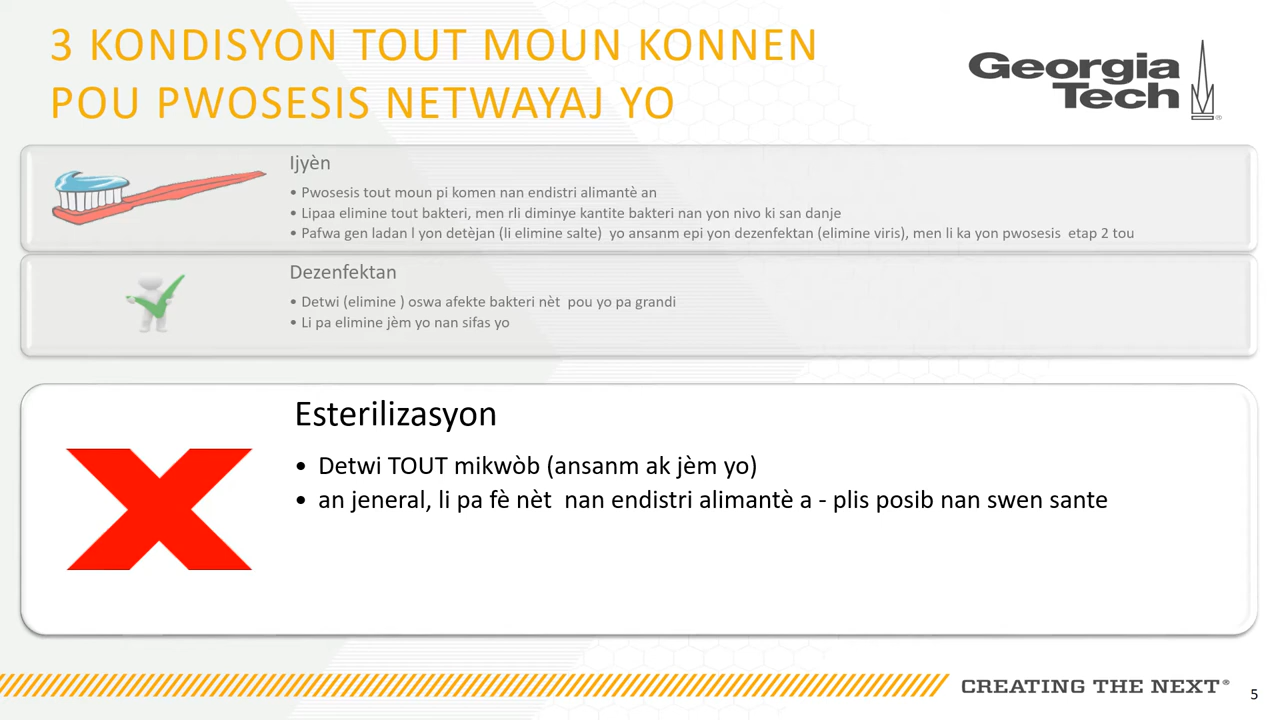 3 KONDISYON TOUT MOUN KONNEN
POU PWOSESIS NETWAYAJ YO
Georgia
Tech
®
Ijyèn
• Pwosesis tout moun pi komen nan endistri alimantè an
• Lipaa elimine tout bakteri, men rli diminye kantite bakteri nan yon nivo ki san danje
• Pafwa gen ladan l yon detèjan (li elimine salte) yo ansanm epi yon dezenfektan (elimine viris), men li ka yon pwosesis etap 2 tou
Dezenfektan
• Detwi (elimine ) oswa afekte bakteri nèt pou yo pa grandi
• Li pa elimine jèm yo nan sifas yo
Esterilizasyon
• Detwi TOUT mikwòb (ansanm ak jèm yo)
• an jeneral, li pa fè nèt nan endistri alimantè a - plis posib nan swen sante
CREATING THE NEXT®
5